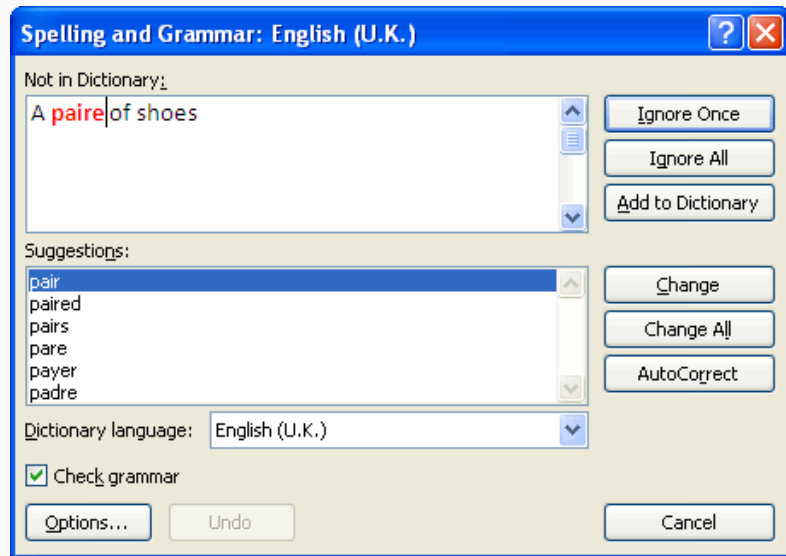 Spelling and Grammar: English (U.K.)
Not in Dictionary:
A paire of shoes
Ignore Once
Ignore All
Add to Dictionary
Suggestions:
pair
paired
pairs
pare
payer
padre
Change
Change All
AutoCorrect
Dictionary language: English (U.K.)
Check grammar
Options... Undo Cancel